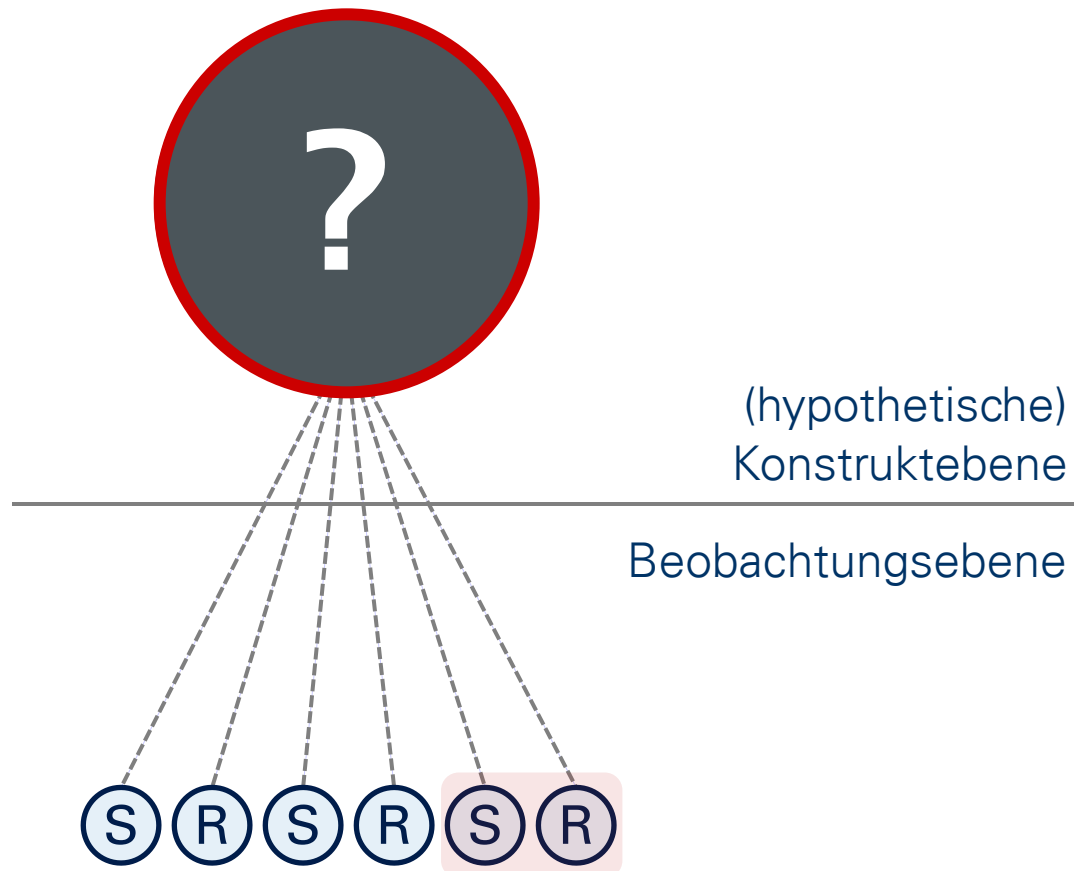 ?
(hypothetische)
Konstruktebene
Beobachtungsebene
S R S R S R